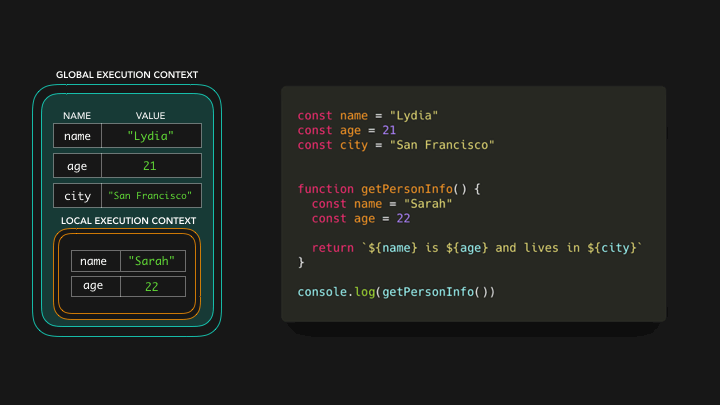 GLOBAL EXECUTION CONTEXT
NAME VALUE
name "Lydia"
age 21
city "San Francisco"
LOCAL EXECUTION CONTEXT
name "Sarah"
age 22
const name = "Lydia"
const age = 21
const city = "San Francisco"
function getPersonInfo() {
  const name = "Sarah"
  const age = 22
  return `${name} is ${age} and lives in ${city}`
}
console.log(getPersonInfo())